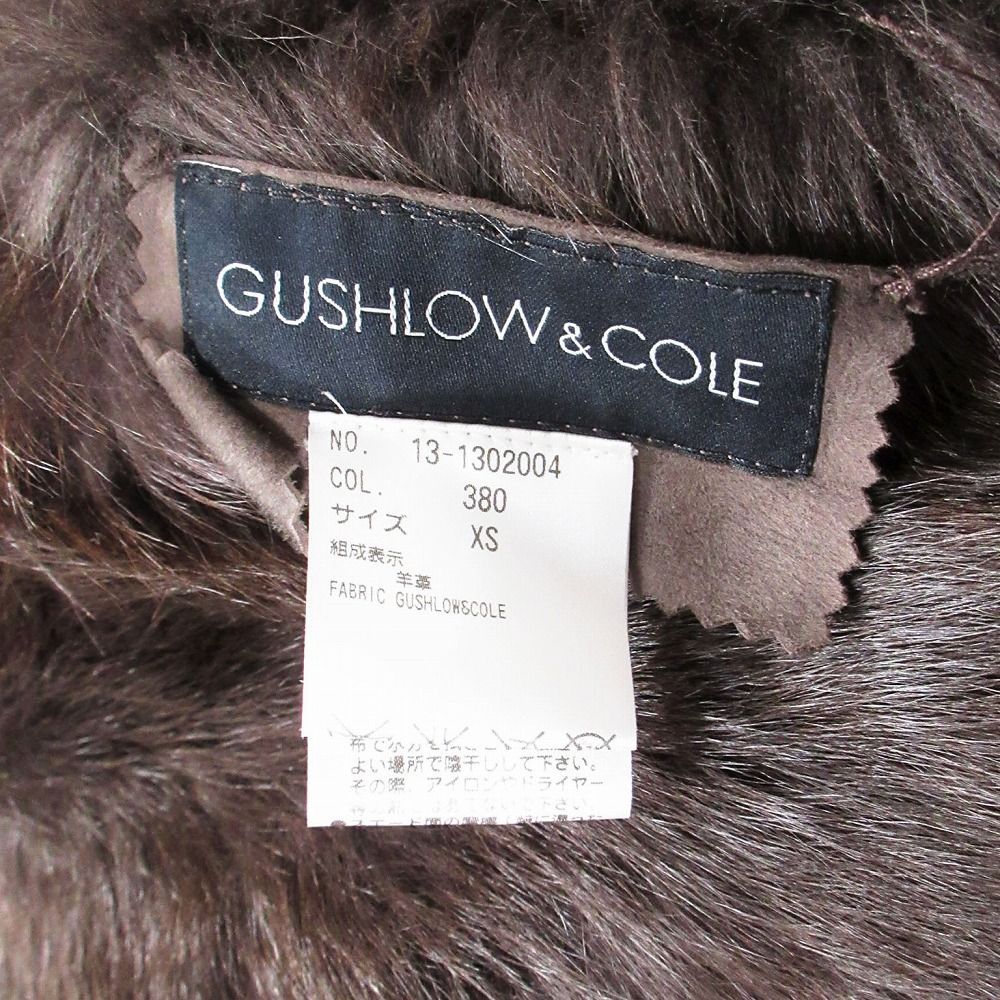 GUSHLOW & COLE
NO. 13-1302004
COL. 380
サイズ XS
組成表示
羊革
FABRIC GUSHLOW&COLE
よい場所で陰干しして下さい。
その際、アイロンやドライヤー